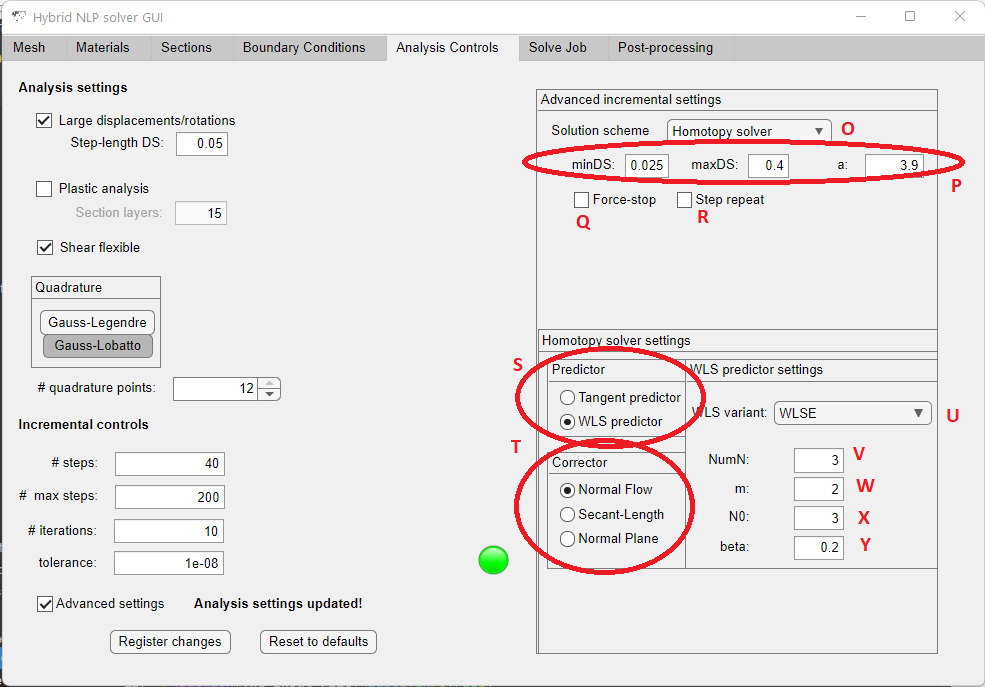 Hybrid NLP solver GUI
Mesh Materials Sections Boundary Conditions Analysis Controls Solve Job Post-processing
Analysis settings
Large displacements/rotations
Step-length DS: 0.05
Plastic analysis
Section layers: 15
Shear flexible
Quadrature
Gauss-Legendre
Gauss-Lobatto
# quadrature points: 12
Incremental controls
# steps: 40
# max steps: 200
# iterations: 10
tolerance: 1e-08
Advanced settings Analysis settings updated!
Register changes Reset to defaults
Advanced incremental settings
Solution scheme Homotopy solver O
minDS: 0.025 maxDS: 0.4 a: 3.9
P
Force-stop Step repeat
Q R
Homotopy solver settings
S
Predictor
Tangent predictor
WLS predictor
T
Corrector
Normal Flow
Secant-Length
Normal Plane
WLS predictor settings
WLS variant: WLSE U
NumN: 3 V
m: 2 W
N0: 3 X
beta: 0.2 Y